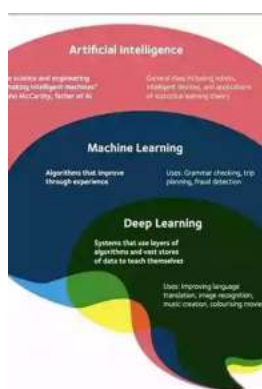 Artificial Intelligence
e science and engineering
making intelligent machines"
ohn McCarthy, father of AI
General uses including robots,
intelligent devices, and applications
of statistical learning theory
Machine Learning
Algorithms that improve
through experience
Uses: Grammar checking, trip
planning, fraud detection
Deep Learning
Systems that use layers of
algorithms and vast stores
of data to teach themselves
Uses: Improving language
translation, image recognition,
music creation, colourising movie